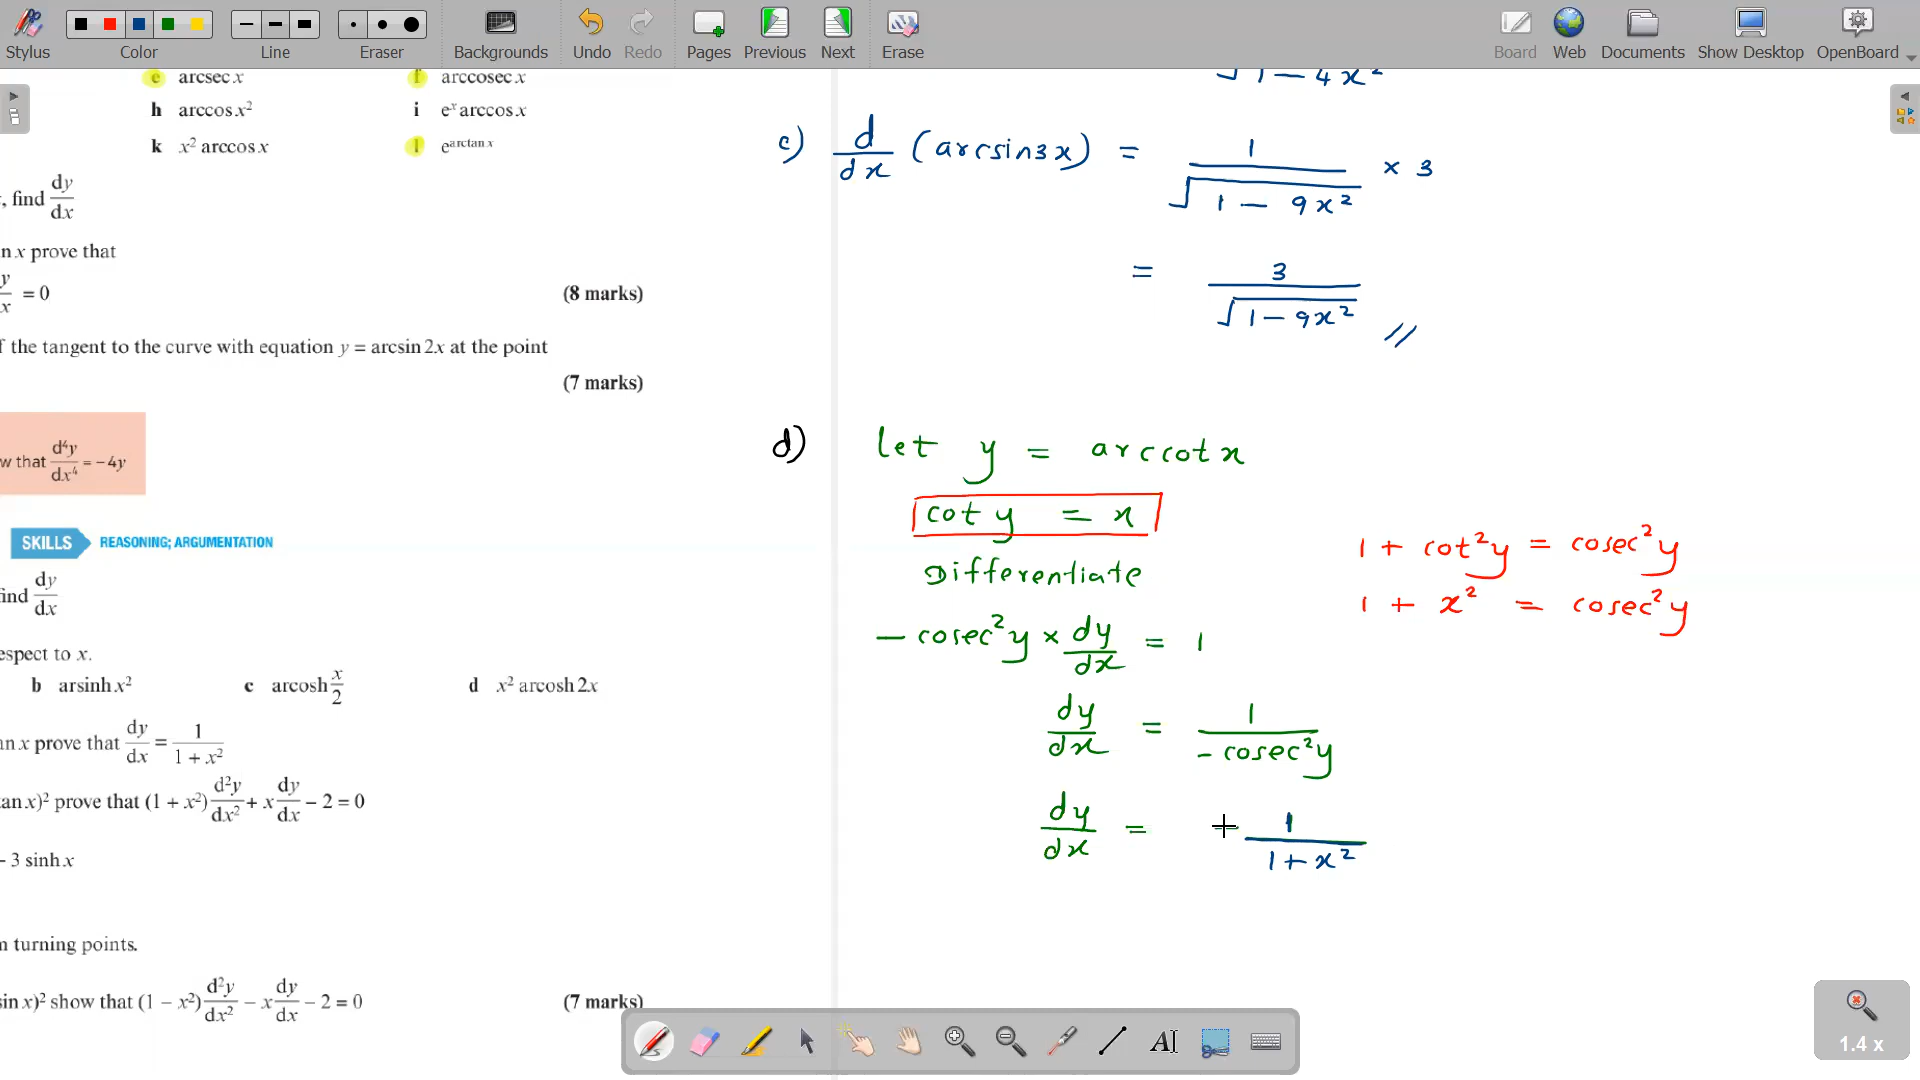 Stylus Color Line Eraser Backgrounds Undo Redo Pages Previous Next Erase Board Web Documents Show Desktop OpenBoard
e arcsec x f arccosec x
h arccos x² i eˣ arccos x
k x² arccos x l e^arctan x
, find dy/dx
n x prove that
y/x = 0 (8 marks)
f the tangent to the curve with equation y = arcsin 2x at the point
(7 marks)
w that d⁴y/dx⁴ = −4y
SKILLS REASONING; ARGUMENTATION
ind dy/dx
espect to x.
b arsinh x² c arcosh x/2 d x² arcosh 2x
n x prove that dy/dx = 1/(1 + x²)
an x)² prove that (1 + x²) d²y/dx² + x dy/dx − 2 = 0
− 3 sinh x
n turning points.
sin x)² show that (1 − x²) d²y/dx² − x dy/dx − 2 = 0 (7 marks)
√1 − 4x²
c) d/dx (arcsin3x) = 1/√(1 − 9x²) × 3
= 3/√(1 − 9x²) //
d) let y = arccot x
cot y = x
Differentiate
1 + cot²y = cosec²y
1 + x² = cosec²y
− cosec²y × dy/dx = 1
dy/dx = 1/(− cosec²y)
dy/dx = − 1/(1 + x²)
1.4 x